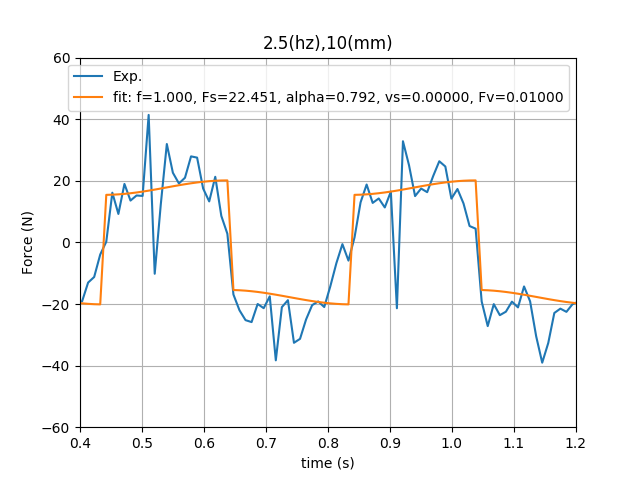 2.5(hz),10(mm)
Exp.
fit: f=1.000, Fs=22.451, alpha=0.792, vs=0.00000, Fv=0.01000
60
40
20
0
−20
−40
−60
Force (N)
0.4 0.5 0.6 0.7 0.8 0.9 1.0 1.1 1.2
time (s)